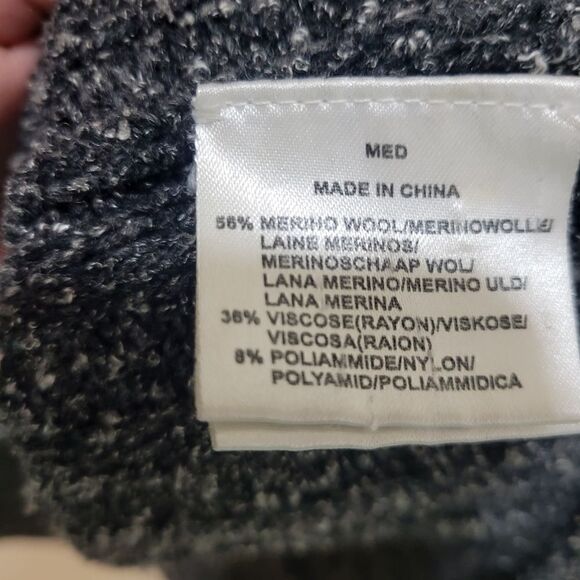 MED
MADE IN CHINA
56% MERINO WOOL/MERINOWOLLE/
LAINE MERINOS/
MERINOSCHAAP WOL/
LANA MERINO/MERINO ULD/
LANA MERINA
36% VISCOSE(RAYON)/VISKOSE/
VISCOSA(RAION)
8% POLIAMMIDE/NYLON/
POLYAMID/POLIAMMIDICA